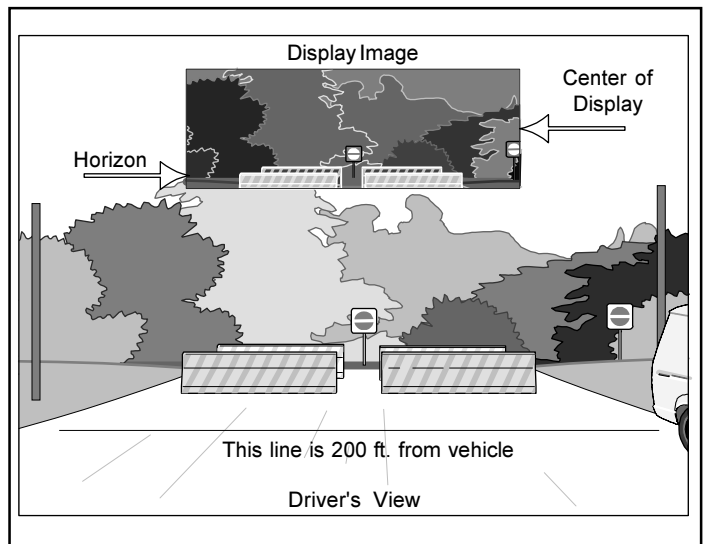 Display Image
Center of
Display
Horizon
This line is 200 ft. from vehicle
Driver's View